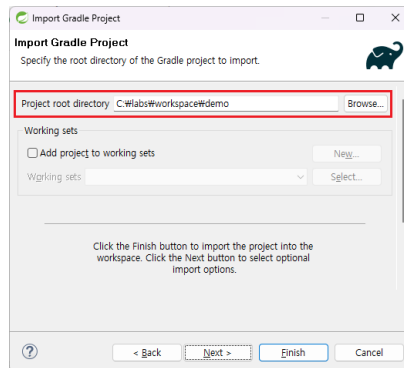 Import Gradle Project
Import Gradle Project
Specify the root directory of the Gradle project to import.
Project root directory C:₩labs₩workspace₩demo Browse...
Working sets
Add project to working sets New...
Working sets Select...
Click the Finish button to import the project into the
workspace. Click the Next button to select optional
import options.
? < Back Next > Finish Cancel